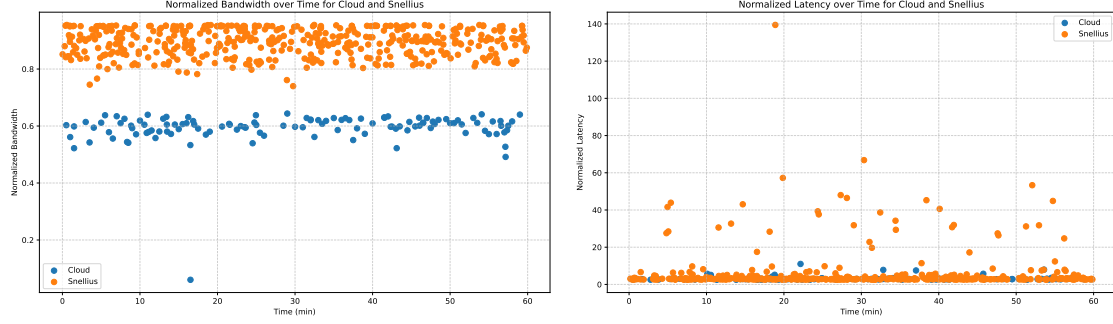 Normalized Bandwidth over Time for Cloud and Snellius
Normalized Bandwidth
0.8
0.6
0.4
0.2
Cloud
Snellius
0
10
20
30
40
50
60
Time (min)
Normalized Latency over Time for Cloud and Snellius
Normalized Latency
140
120
100
80
60
40
20
0
Cloud
Snellius
0
10
20
30
40
50
60
Time (min)